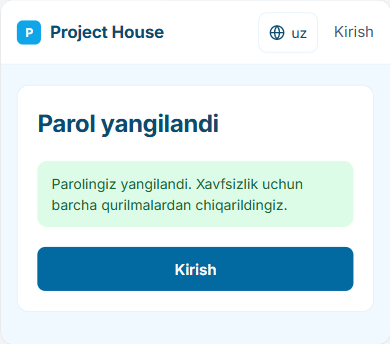 P Project House
uz
Kirish
Parol yangilandi
Parolingiz yangilandi. Xavfsizlik uchun
barcha qurilmalardan chiqarildingiz.
Kirish